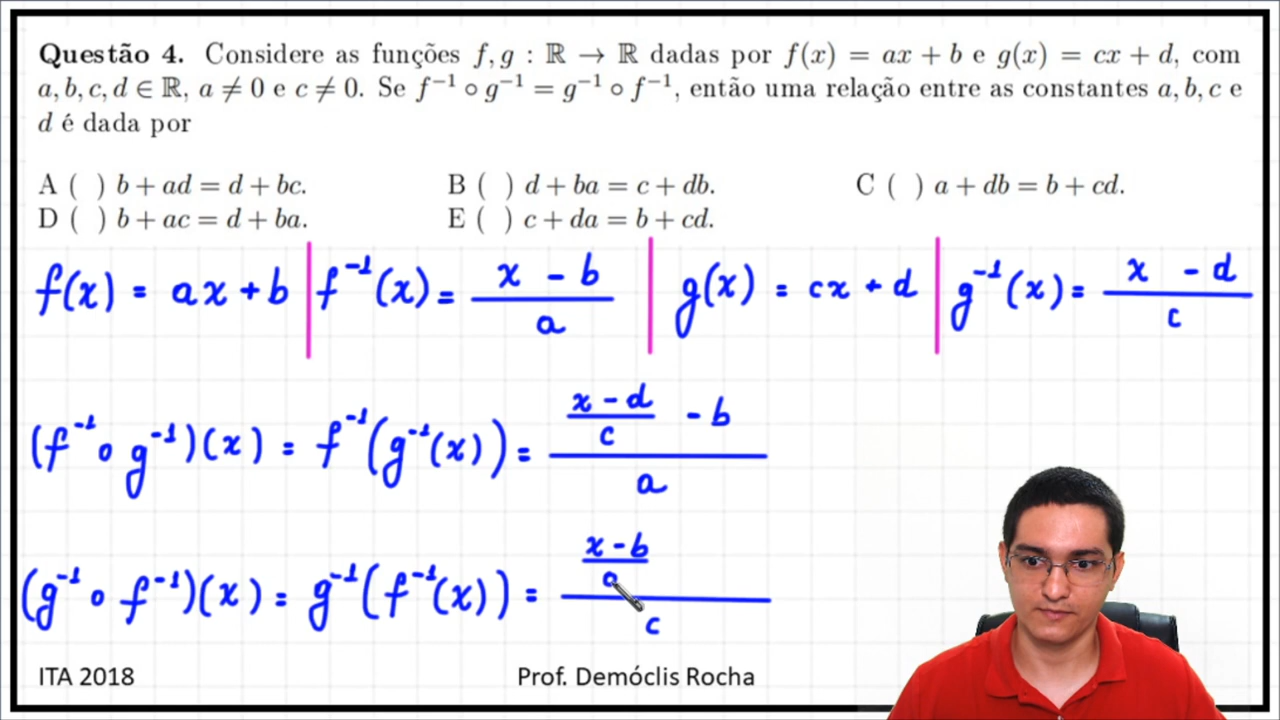 Questão 4. Considere as funções f, g : ℝ → ℝ dadas por f(x) = ax + b e g(x) = cx + d, com
a, b, c, d ∈ ℝ, a ≠ 0 e c ≠ 0. Se f⁻¹ ∘ g⁻¹ = g⁻¹ ∘ f⁻¹, então uma relação entre as constantes a, b, c e
d é dada por
A ( ) b + ad = d + bc. B ( ) d + ba = c + db. C ( ) a + db = b + cd.
D ( ) b + ac = d + ba. E ( ) c + da = b + cd.
f(x) = ax + b | f⁻¹(x) = (x - b)/a | g(x) = cx + d | g⁻¹(x) = (x - d)/c
(f⁻¹ ∘ g⁻¹)(x) = f⁻¹(g⁻¹(x)) = ((x - d)/c - b)/a
(g⁻¹ ∘ f⁻¹)(x) = g⁻¹(f⁻¹(x)) = ((x - b)/a)/c
ITA 2018 Prof. Demóclis Rocha